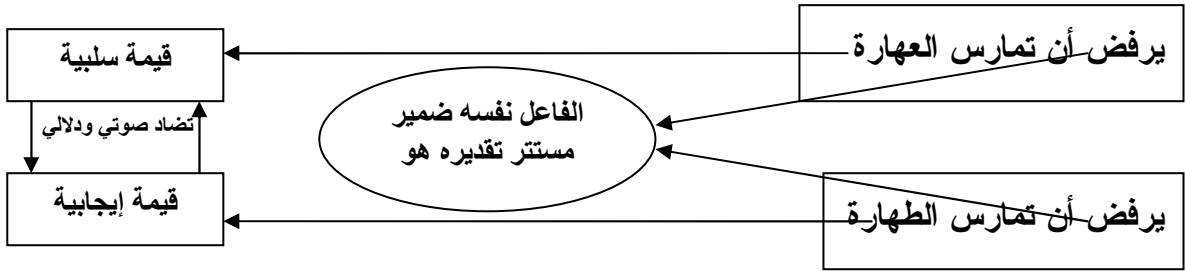 يرفض أن تمارس العهارة
قيمة سلبية
الفاعل نفسه ضمير
مستتر تقديره هو
تضاد صوتي ودلالي
يرفض أن تمارس الطهارة
قيمة إيجابية